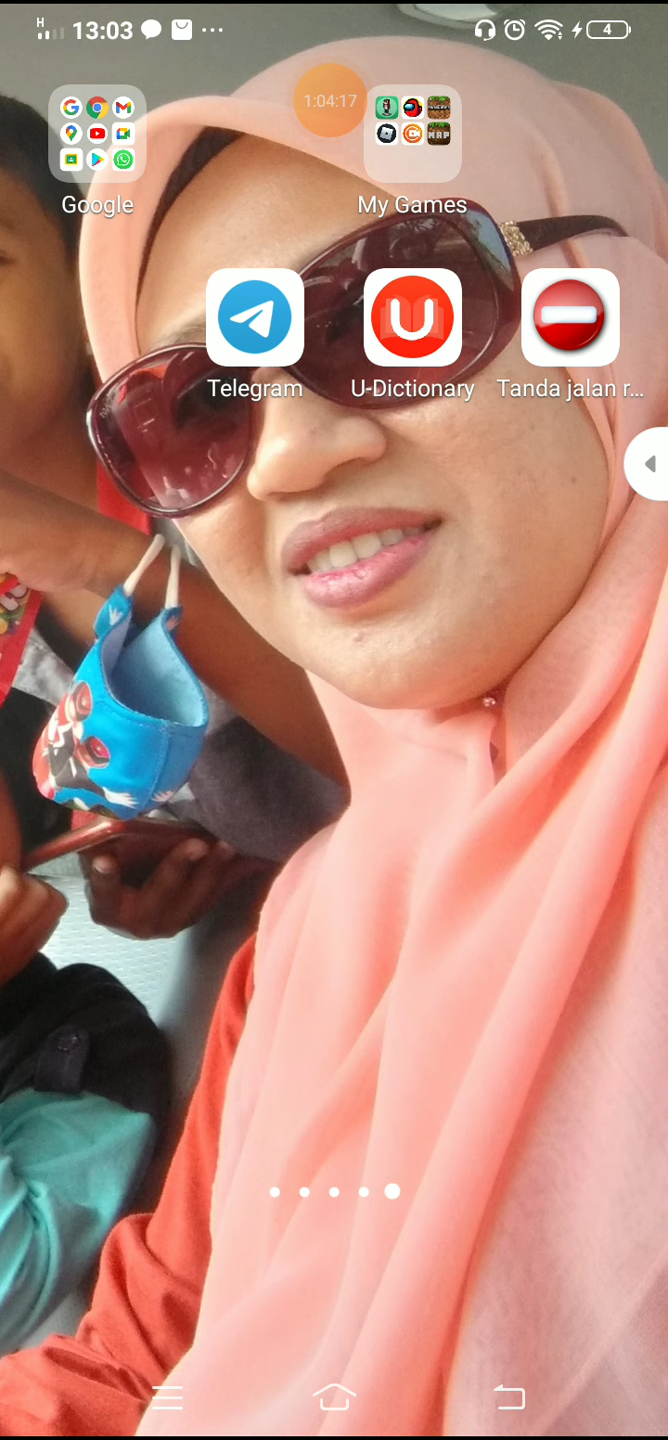 H
13:03
4
1:04:17
Google
My Games
Telegram
U-Dictionary
Tanda jalan r...